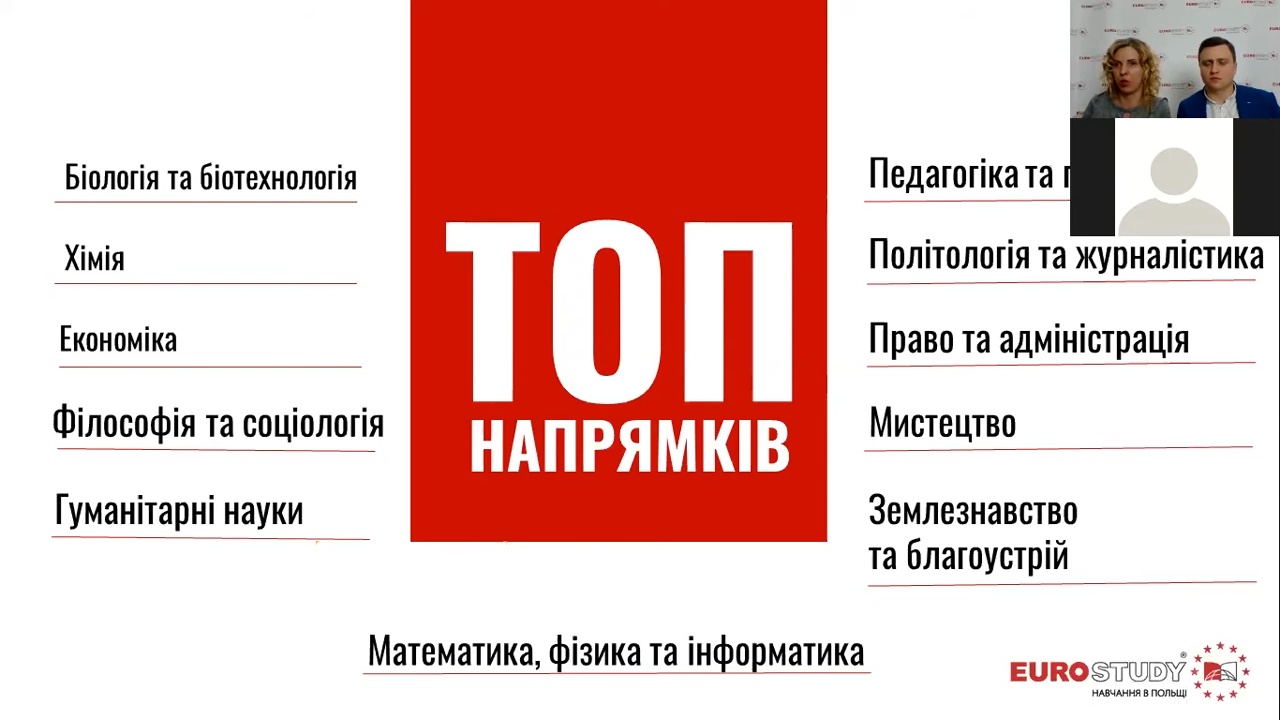 Біологія та біотехнологія
Хімія
Економіка
Філософія та соціологія
Гуманітарні науки
ТОП
НАПРЯМКІВ
Педагогіка та
Політологія та журналістика
Право та адміністрація
Мистецтво
Землезнавство
та благоустрій
Математика, фізика та інформатика
EUROSTUDY®
НАВЧАННЯ В ПОЛЬЩІ